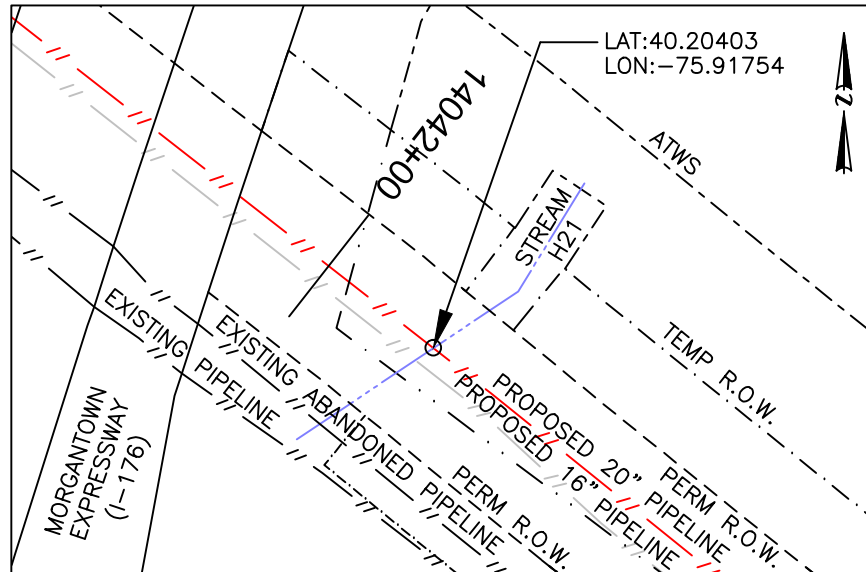 LAT:40.20403
LON:-75.91754
N
14042+00
ATWS
STREAM
H21
TEMP R.O.W.
EXISTING PIPELINE
EXISTING ABANDONED PIPELINE
PROPOSED 20" PIPELINE
PROPOSED 16" PIPELINE
PERM R.O.W.
PERM R.O.W.
MORGANTOWN
EXPRESSWAY
(I-176)